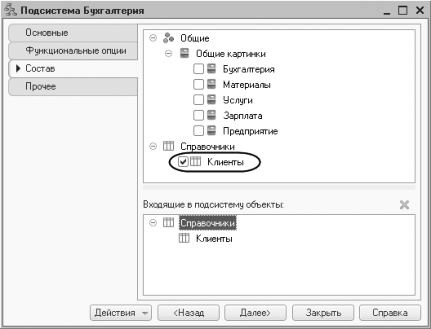 Подсистема Бухгалтерия
Основные
Функциональные опции
Состав
Прочее
Общие
Общие картинки
Бухгалтерия
Материалы
Услуги
Зарплата
Предприятие
Справочники
Клиенты
Входящие в подсистему объекты:
Справочники
Клиенты
Действия
<Назад
Далее>
Закрыть
Справка